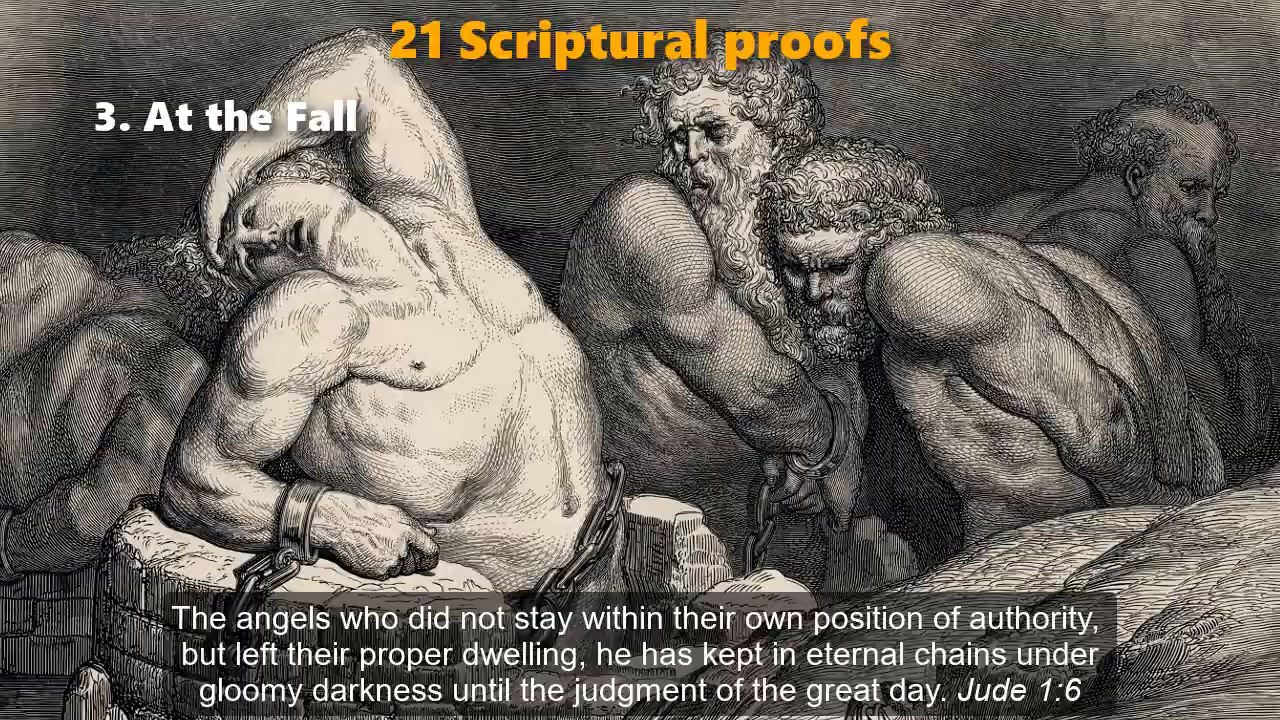 21 Scriptural proofs
3. At the Fall
The angels who did not stay within their own position of authority,
but left their proper dwelling, he has kept in eternal chains under
gloomy darkness until the judgment of the great day. Jude 1:6